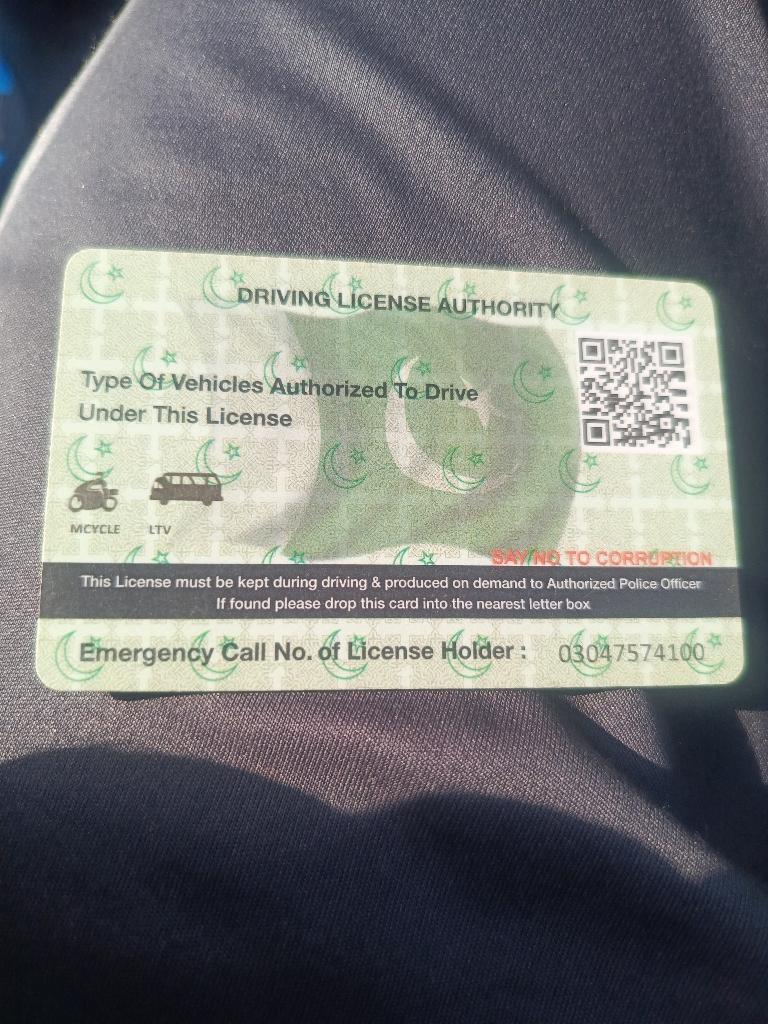 DRIVING LICENSE AUTHORITY
Type Of Vehicles Authorized To Drive
Under This License
MCYCLE LTV
SAY NO TO CORRUPTION
This License must be kept during driving & produced on demand to Authorized Police Officer
If found please drop this card into the nearest letter box
Emergency Call No. of License Holder : 03047574100